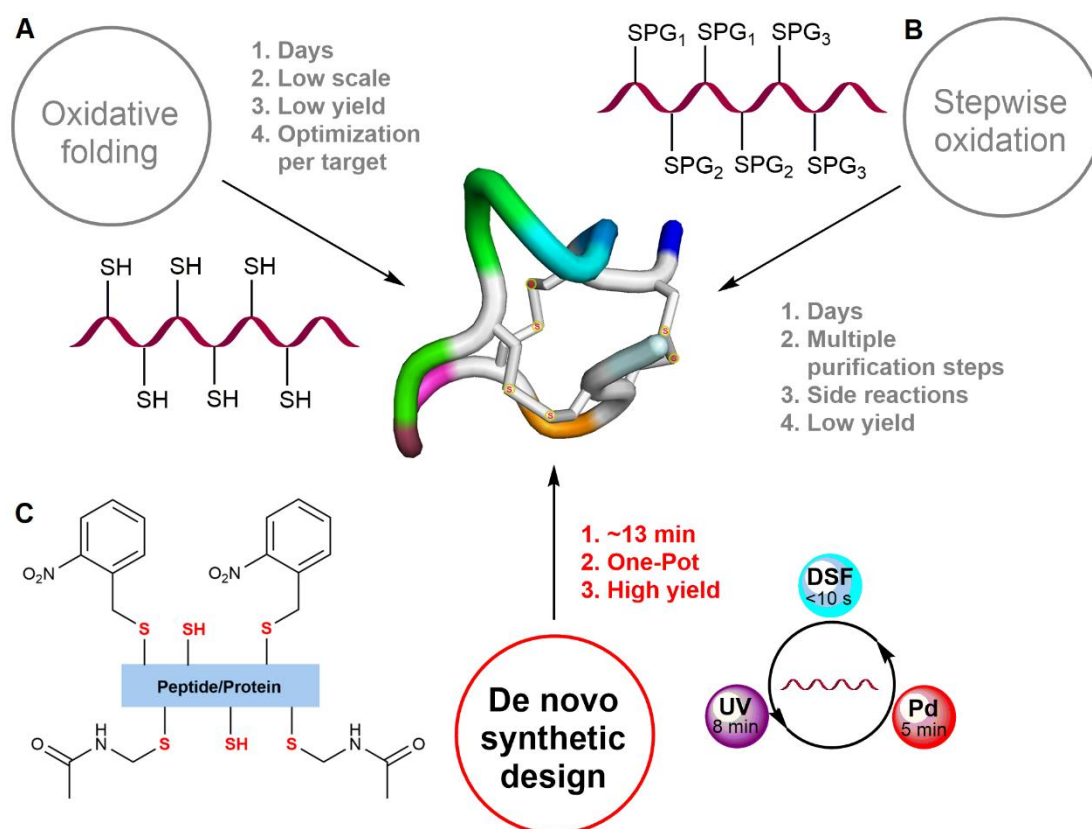 A
Oxidative
folding
1. Days
2. Low scale
3. Low yield
4. Optimization
per target
SPG1 SPG1 SPG3
SPG2 SPG2 SPG3
B
Stepwise
oxidation
SH SH SH
SH SH SH
S
S
S
S
1. Days
2. Multiple
purification steps
3. Side reactions
4. Low yield
C
O2N
O2N
S SH S
Peptide/Protein
O H N S SH S N H O
1. ~13 min
2. One-Pot
3. High yield
De novo
synthetic
design
DSF
<10 s
UV
8 min
Pd
5 min